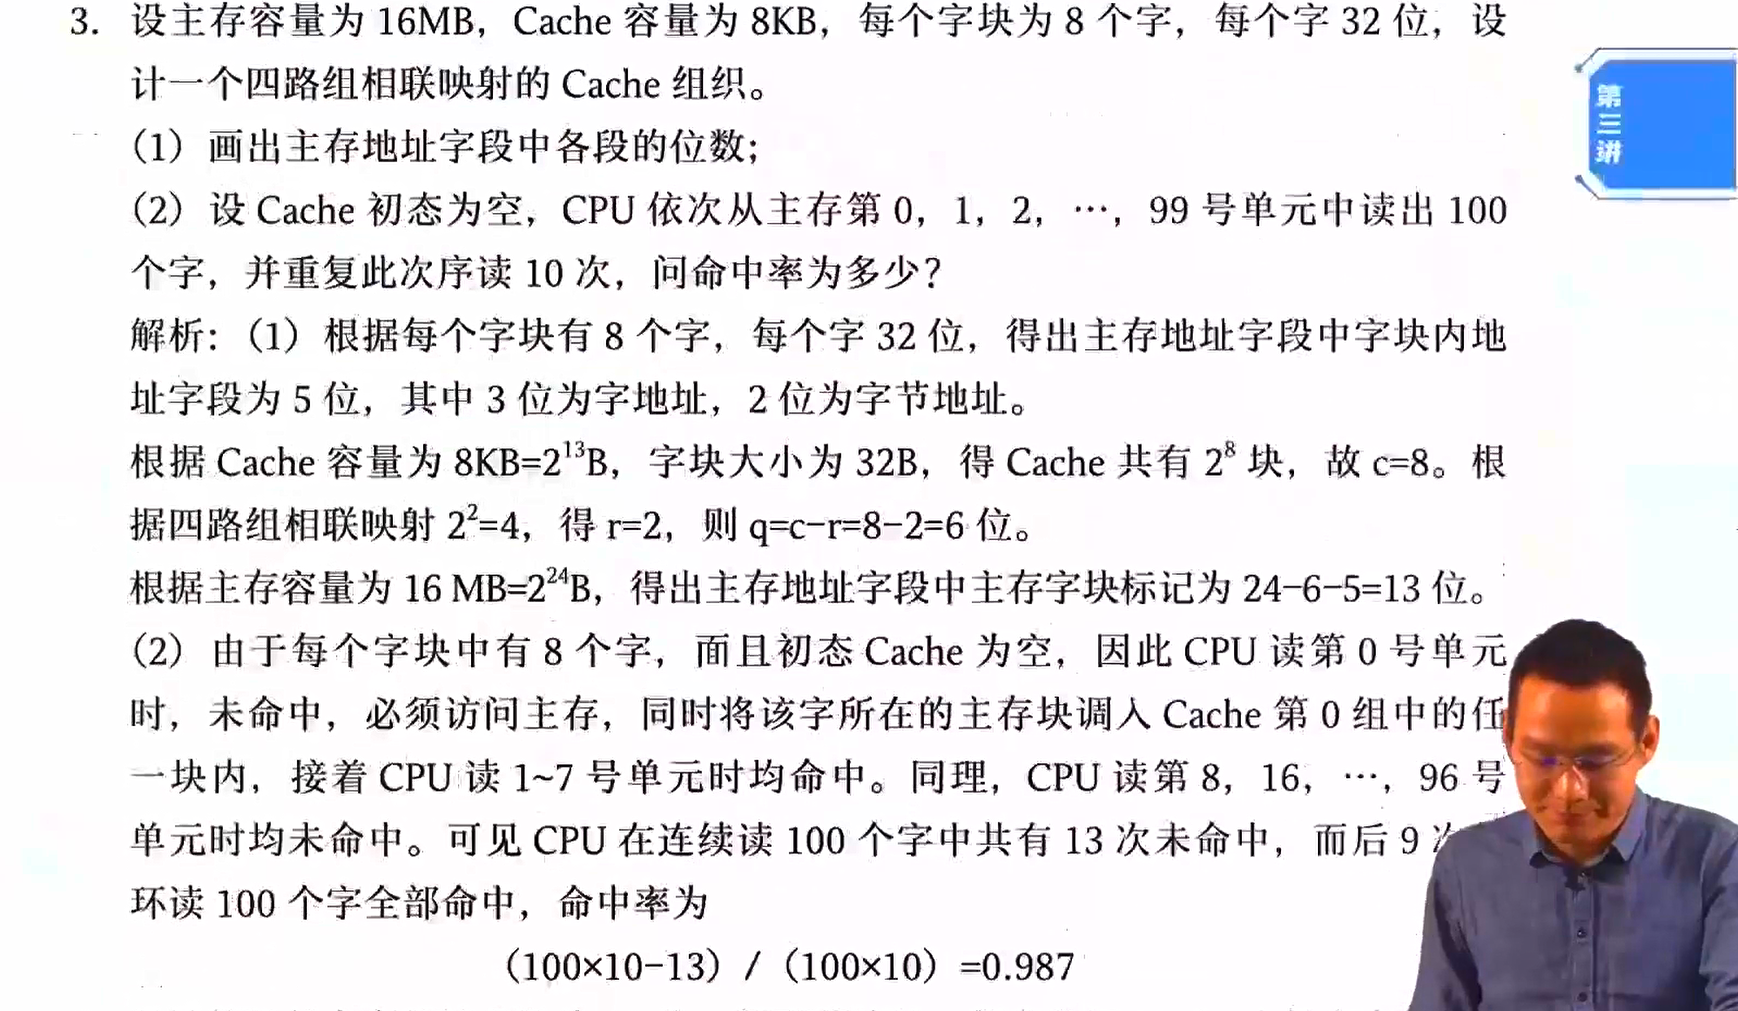 3. 设主存容量为 16MB，Cache 容量为 8KB，每个字块为 8 个字，每个字 32 位，设
计一个四路组相联映射的 Cache 组织。
（1）画出主存地址字段中各段的位数；
（2）设 Cache 初态为空，CPU 依次从主存第 0，1，2，…，99 号单元中读出 100
个字，并重复此次序读 10 次，问命中率为多少？
解析：（1）根据每个字块有 8 个字，每个字 32 位，得出主存地址字段中字块内地
址字段为 5 位，其中 3 位为字地址，2 位为字节地址。
根据 Cache 容量为 8KB=2¹³B，字块大小为 32B，得 Cache 共有 2⁸ 块，故 c=8。根
据四路组相联映射 2²=4，得 r=2，则 q=c-r=8-2=6 位。
根据主存容量为 16 MB=2²⁴B，得出主存地址字段中主存字块标记为 24-6-5=13 位。
（2）由于每个字块中有 8 个字，而且初态 Cache 为空，因此 CPU 读第 0 号单元
时，未命中，必须访问主存，同时将该字所在的主存块调入 Cache 第 0 组中的任
一块内，接着 CPU 读 1~7 号单元时均命中。同理，CPU 读第 8，16，…，96 号
单元时均未命中。可见 CPU 在连续读 100 个字中共有 13 次未命中，而后 9
环读 100 个字全部命中，命中率为
（100×10-13）/（100×10）=0.987
第三讲